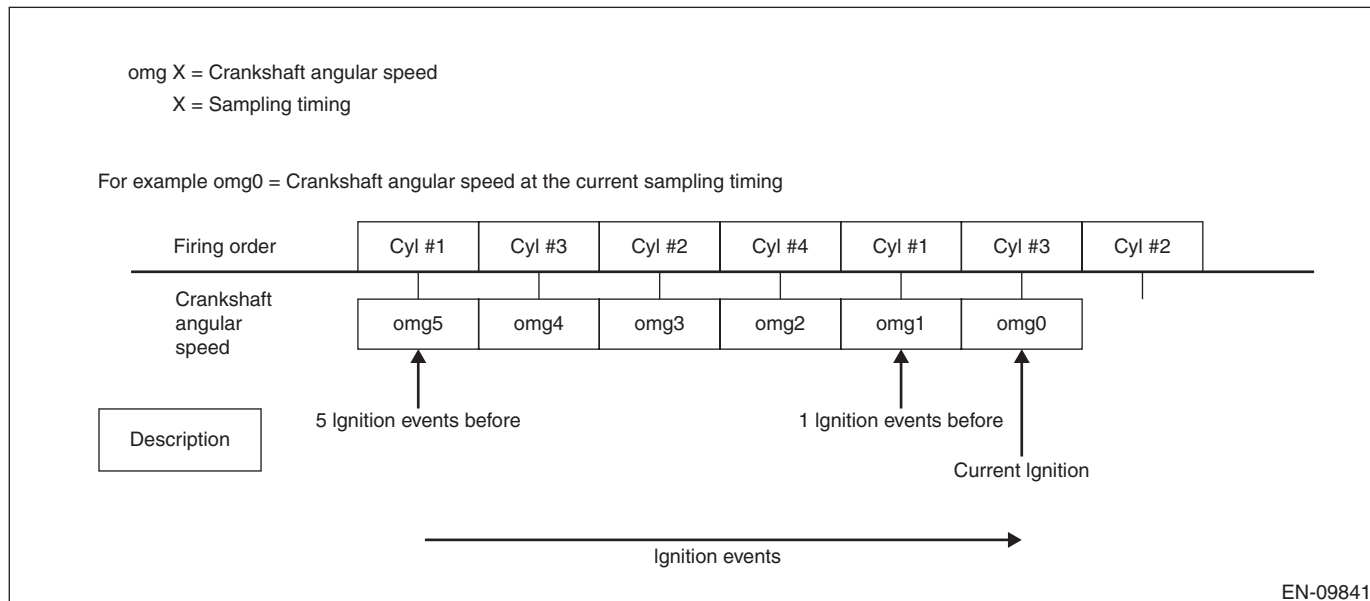 omg X = Crankshaft angular speed
X = Sampling timing
For example omg0 = Crankshaft angular speed at the current sampling timing
Firing order
Cyl #1 Cyl #3 Cyl #2 Cyl #4 Cyl #1 Cyl #3 Cyl #2
Crankshaft
angular
speed
omg5 omg4 omg3 omg2 omg1 omg0
5 Ignition events before
1 Ignition events before
Description
Current Ignition
Ignition events
EN-09841